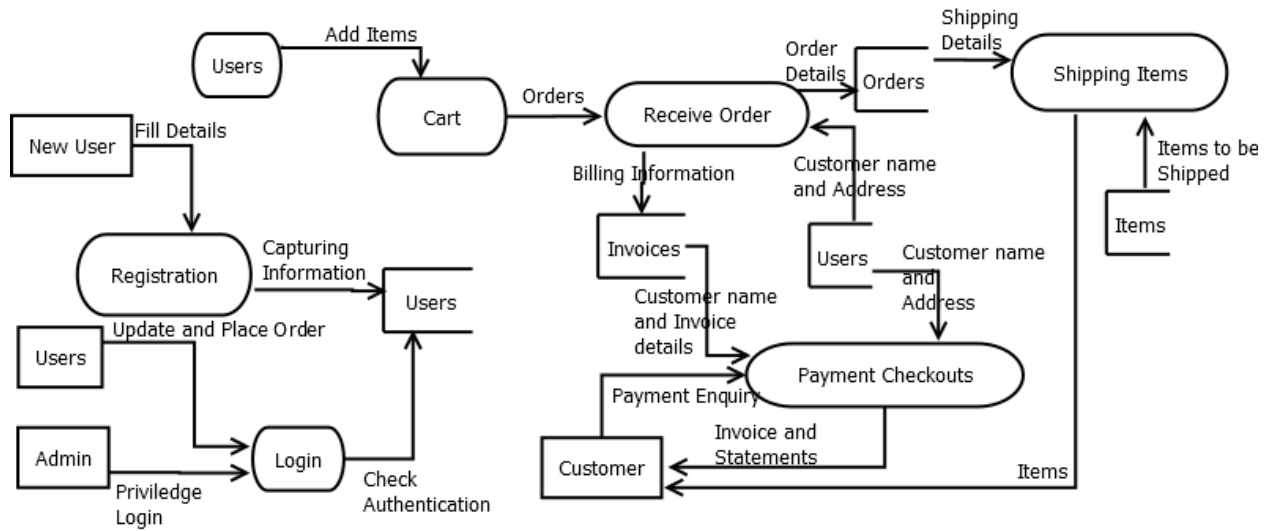 Shipping
Details
Add Items
Users
Order
Details
Orders
Shipping Items
Cart
Orders
Receive Order
New User
Fill Details
Billing Information
Customer name
and Address
Items to be
Shipped
Items
Registration
Capturing
Information
Users
Invoices
Users
Customer name
and
Address
Customer name
and Invoice
details
Update and Place Order
Users
Payment Checkouts
Payment Enquiry
Admin
Login
Priviledge
Login
Check
Authentication
Customer
Invoice and
Statements
Items